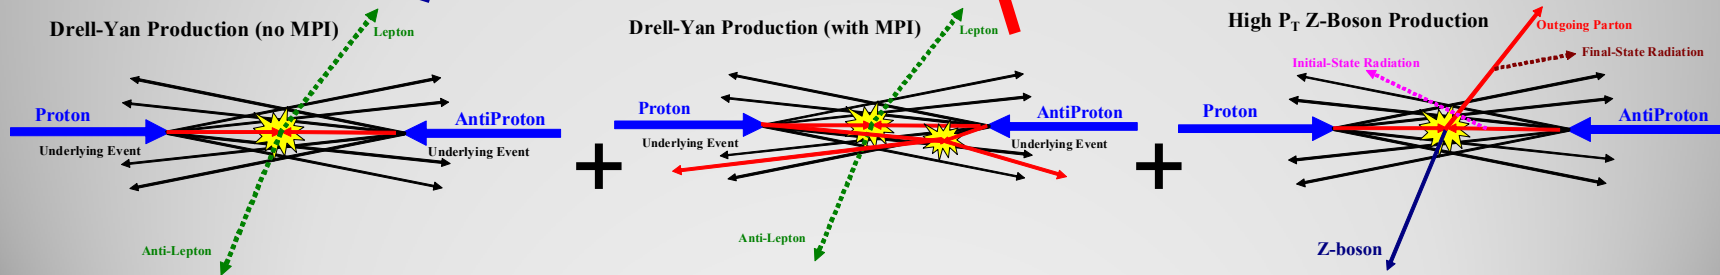 Drell-Yan Production (no MPI)
Lepton
Proton
AntiProton
Underlying Event
Underlying Event
Anti-Lepton
+
Drell-Yan Production (with MPI)
Lepton
Proton
AntiProton
Underlying Event
Underlying Event
Anti-Lepton
+
High PT Z-Boson Production
Outgoing Parton
Initial-State Radiation
Final-State Radiation
Proton
AntiProton
Z-boson